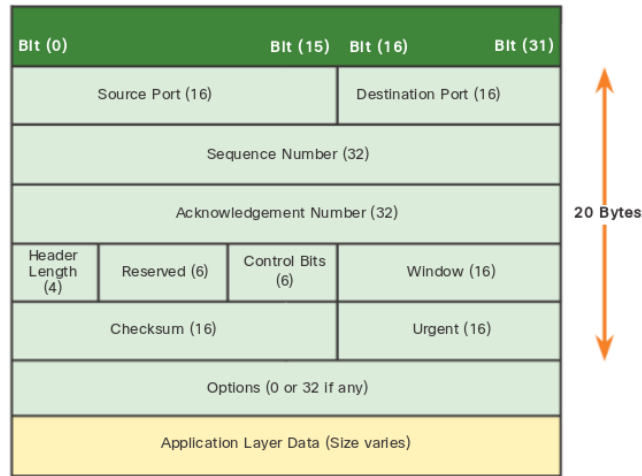 Bit (0) Bit (15) Bit (16) Bit (31)
Source Port (16) Destination Port (16)
Sequence Number (32)
Acknowledgement Number (32)
20 Bytes
Header
Length
(4)
Reserved (6)
Control Bits
(6)
Window (16)
Checksum (16) Urgent (16)
Options (0 or 32 if any)
Application Layer Data (Size varies)